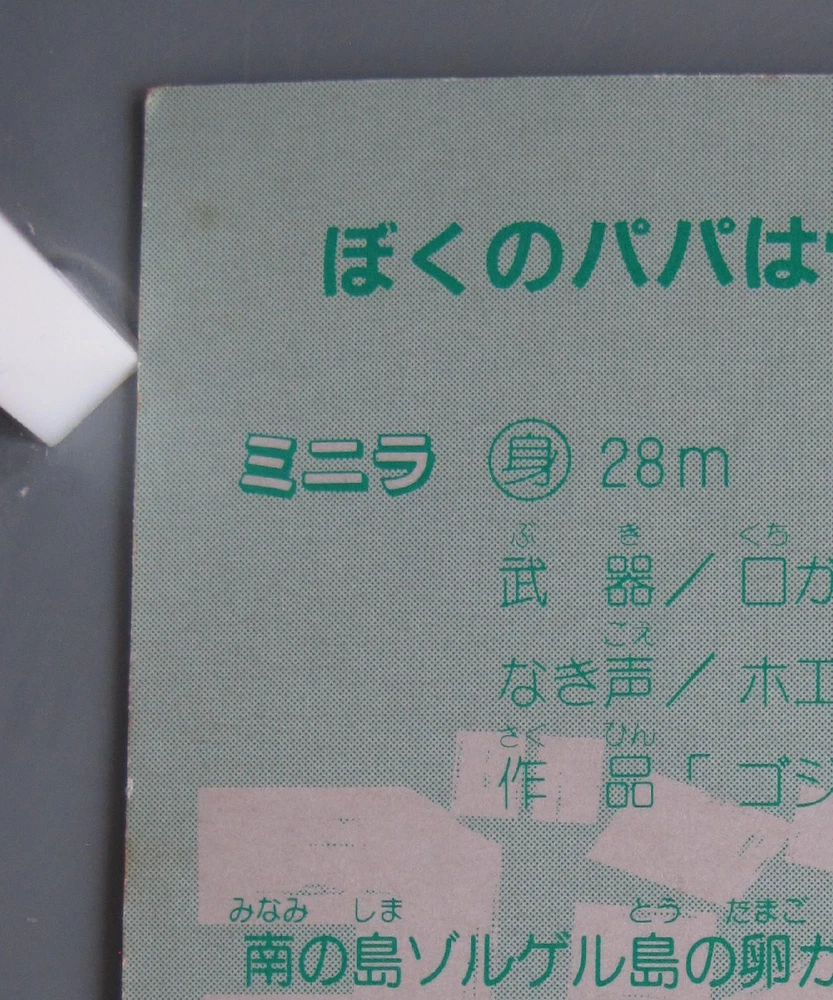 ぼくのパパは
ミニラ � 身 28m
ぶ き くち
武 器／口か
こえ
なき声／ホエ
さく ひん
作 品「ゴジ
みなみ しま とう たまご
南の島ゾルゲル島の卵か